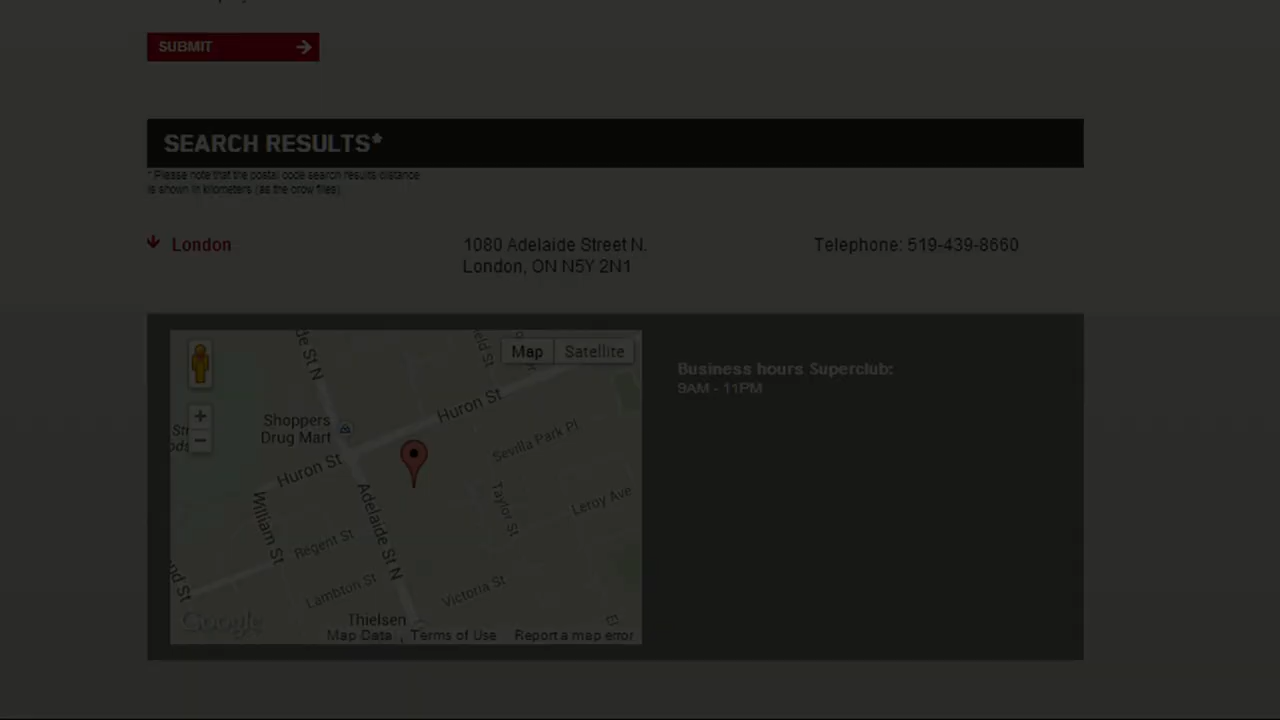 SUBMIT
SEARCH RESULTS*
* Please note that the postal code search results distance
is shown in kilometers (as the crow flies).
London
1080 Adelaide Street N.
London, ON N5Y 2N1
Telephone: 519-439-8660
Map
Satellite
Business hours Superclub:
9AM - 11PM
de St N
Huron St
Shoppers
Drug Mart
Sevilla Park Pl
Huron St
William St
Adelaide St N
Taylor St
Leroy Ave
Regent St
Lambton St
Victoria St
Thielsen
Google
Map Data
Terms of Use
Report a map error